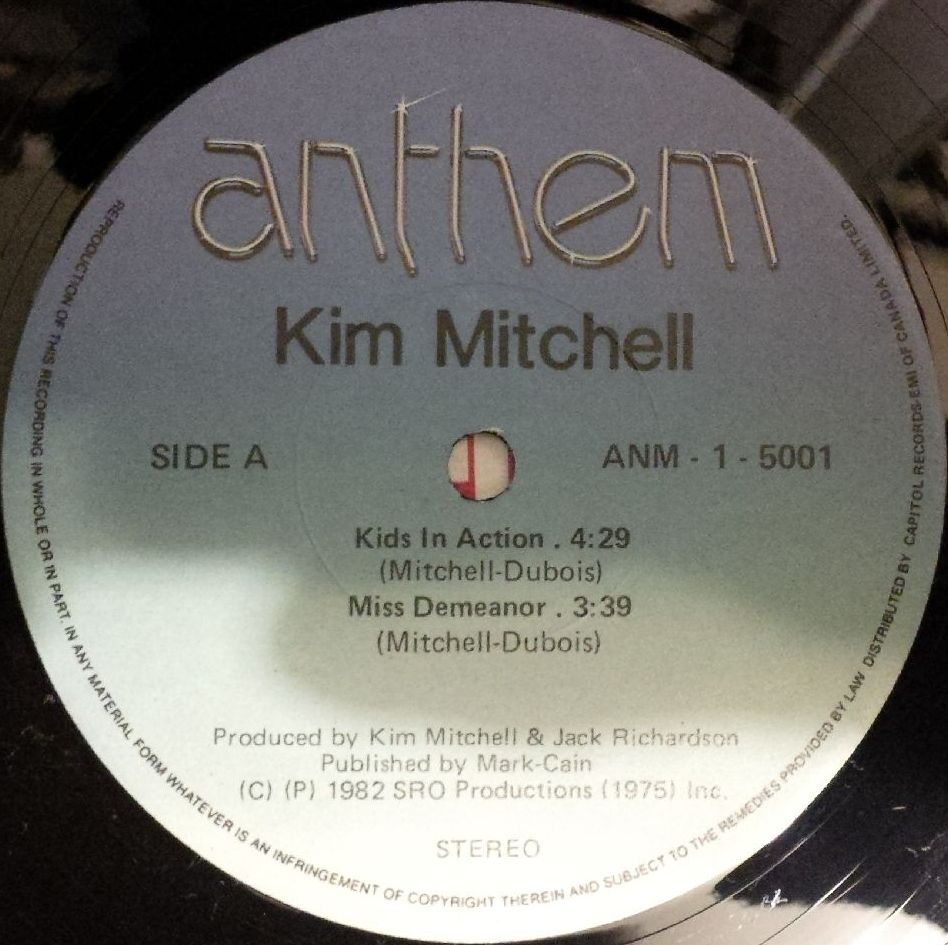 anthem
Kim Mitchell
SIDE A
ANM - 1 - 5001
Kids In Action . 4:29
(Mitchell-Dubois)
Miss Demeanor . 3:39
(Mitchell-Dubois)
Produced by Kim Mitchell & Jack Richardson
Published by Mark-Cain
(C) (P) 1982 SRO Productions (1975) Inc.
STEREO
REPRODUCTION OF THIS RECORDING IN WHOLE OR IN PART. IN ANY MATERIAL FORM WHATEVER IS AN INFRINGEMENT OF COPYRIGHT THEREIN AND SUBJECT TO THE REMEDIES PROVIDED BY LAW DISTRIBUTED BY CAPITOL RECORDS-EMI OF CANADA LIMITED.